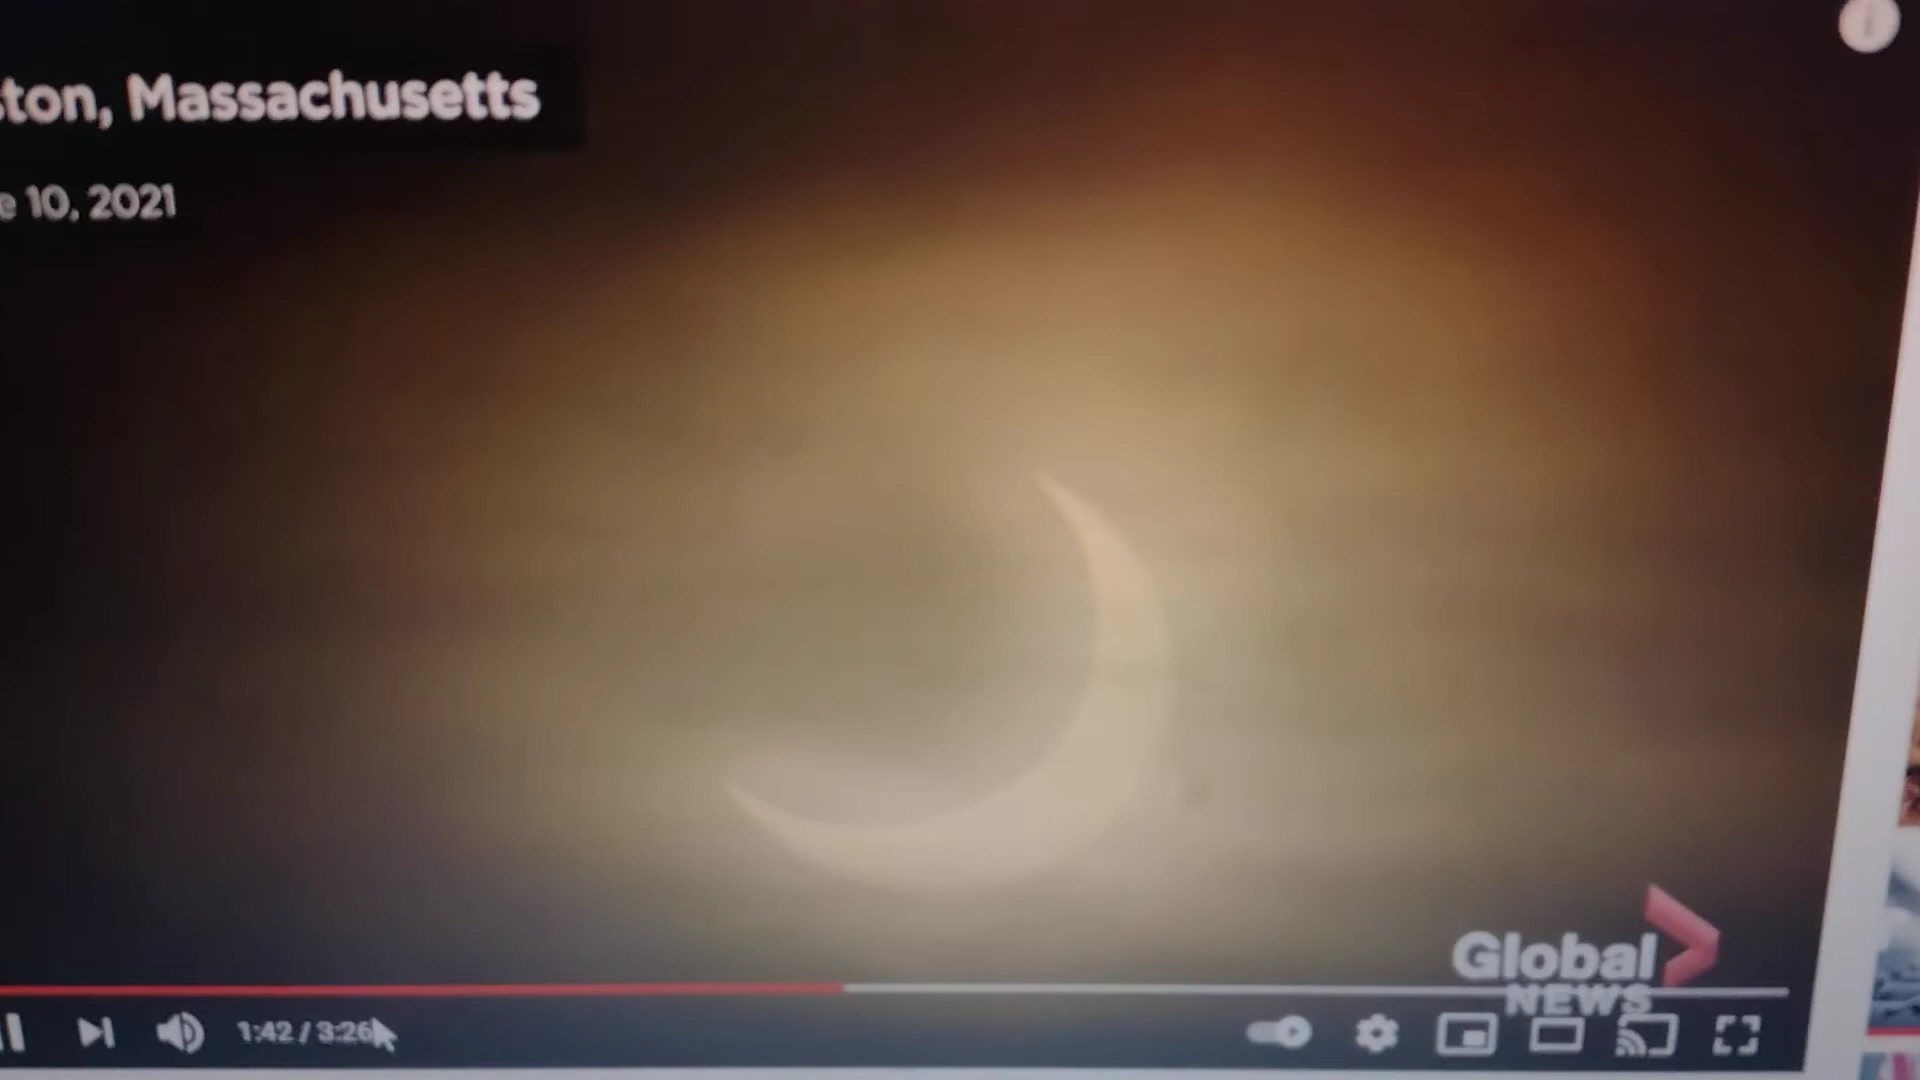 ton, Massachusetts
e 10, 2021
Global
NEWS
1:42 / 3:26